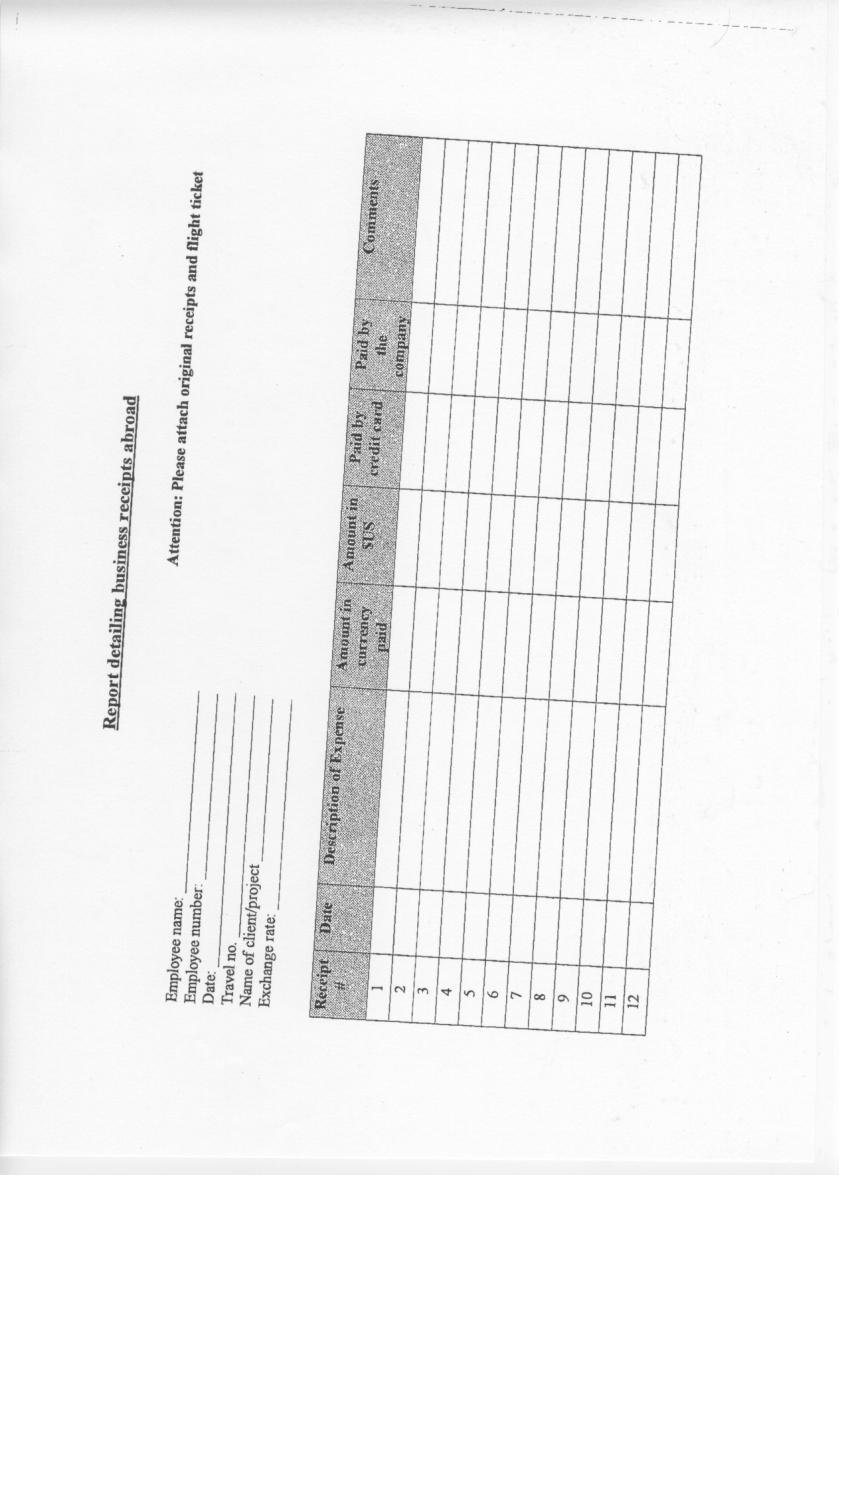 Report detailing business receipts abroad
Attention: Please attach original receipts and flight ticket
Employee name:
Employee number:
Date:
Travel no.
Name of client/project
Exchange rate:
Receipt # Date Description of Expense Amount in currency paid Amount in $US Paid by credit card Paid by the company Comments
1
2
3
4
5
6
7
8
9
10
11
12